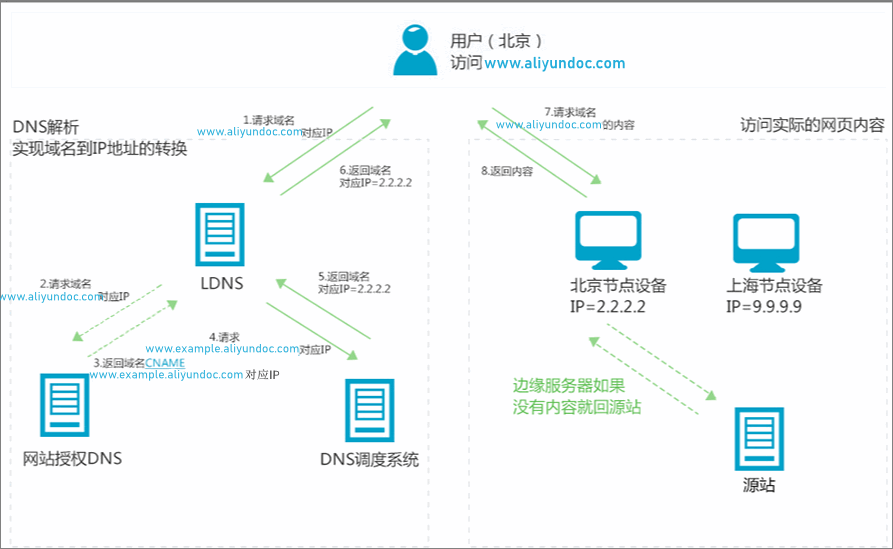 用户（北京）
访问www.aliyundoc.com
DNS解析
实现域名到IP地址的转换
1.请求域名
www.aliyundoc.com对应IP
6.返回域名
对应IP=2.2.2.2
LDNS
2.请求域名
www.aliyundoc.com对应IP
5.返回域名
对应IP=2.2.2.2
4.请求
www.example.aliyundoc.com对应IP
3.返回域名CNAME
www.example.aliyundoc.com 对应IP
网站授权DNS
DNS调度系统
访问实际的网页内容
7.请求域名
www.aliyundoc.com的内容
8.返回内容
北京节点设备
IP=2.2.2.2
上海节点设备
IP=9.9.9.9
边缘服务器如果
没有内容就回源站
源站